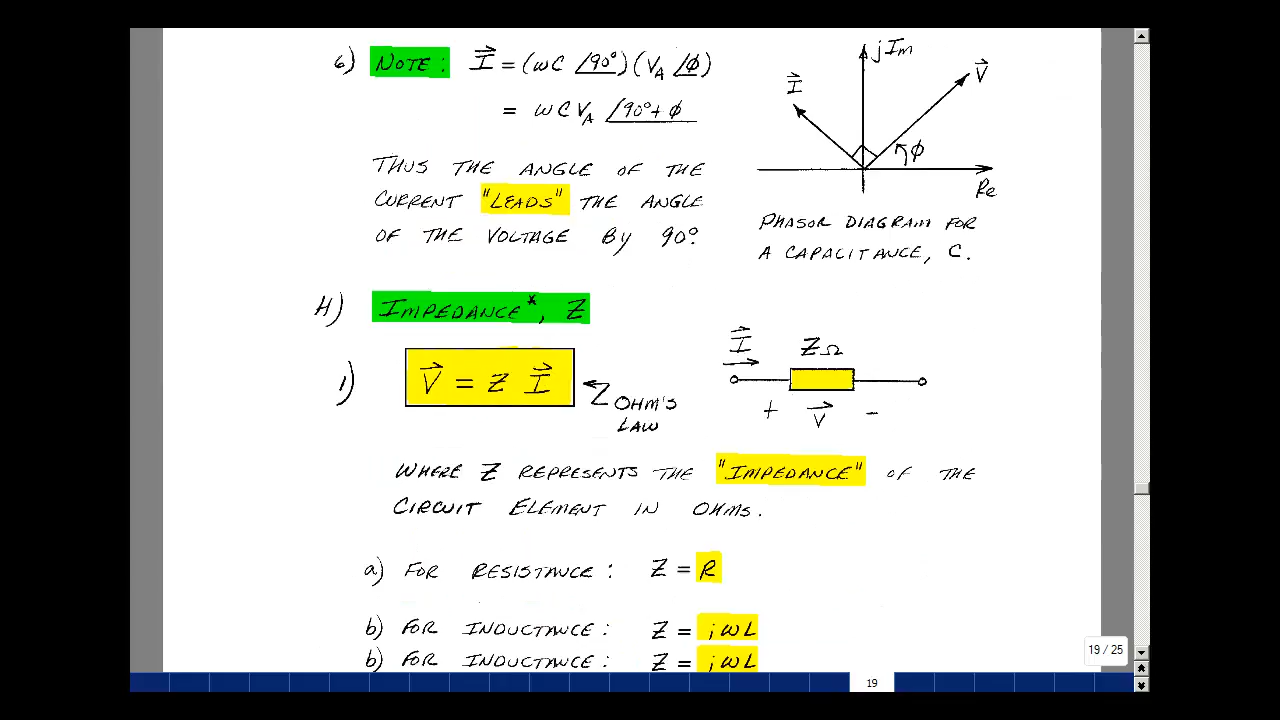 6) NOTE: I⃗ = (ωC ∠90°)(V_A ∠ϕ)
= ωCV_A ∠90°+ϕ
THUS THE ANGLE OF THE
CURRENT "LEADS" THE ANGLE
OF THE VOLTAGE BY 90°.
jIm
V⃗
I⃗
ϕ
Re
PHASOR DIAGRAM FOR
A CAPACITANCE, C.
H) IMPEDANCE*, Z
1) V⃗ = Z I⃗
OHM'S
LAW
I⃗
ZΩ
+ V⃗ -
WHERE Z REPRESENTS THE "IMPEDANCE" OF THE
CIRCUIT ELEMENT IN OHMS.
a) FOR RESISTANCE: Z = R
b) FOR INDUCTANCE: Z = jωL
b) FOR INDUCTANCE: Z = jωL
19 / 25
19